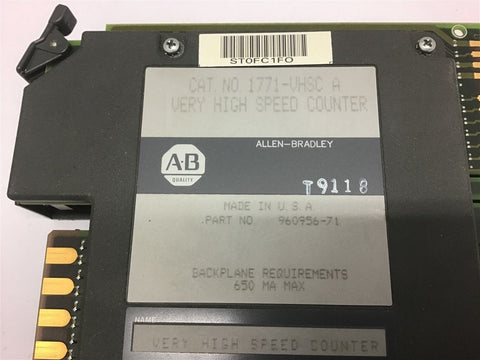 ST0FC1F0
CAT. NO. 1771-VHSC A
VERY HIGH SPEED COUNTER
ALLEN-BRADLEY
A-B
QUALITY
T9118
MADE IN U.S.A.
PART NO. 960956-71
BACKPLANE REQUIREMENTS
650 MA MAX
NAME
VERY HIGH SPEED COUNTER